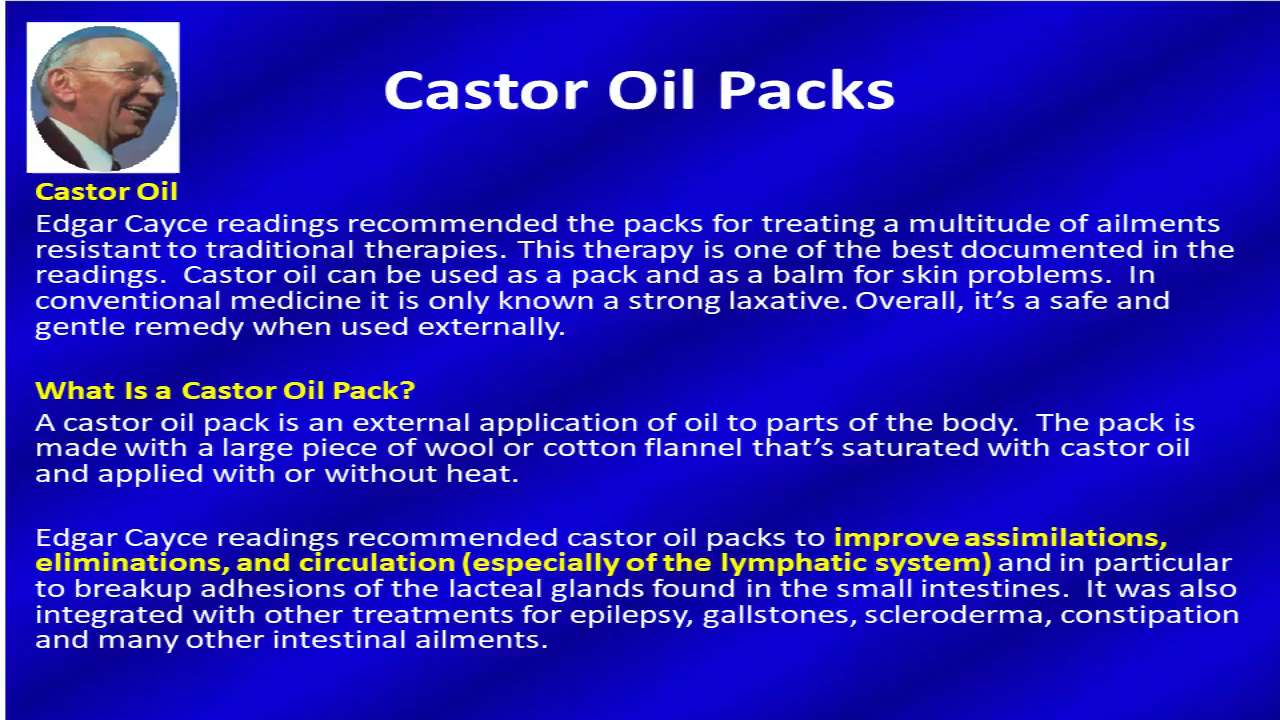 Castor Oil Packs
Castor Oil
Edgar Cayce readings recommended the packs for treating a multitude of ailments
resistant to traditional therapies. This therapy is one of the best documented in the
readings. Castor oil can be used as a pack and as a balm for skin problems. In
conventional medicine it is only known a strong laxative. Overall, it's a safe and
gentle remedy when used externally.
What Is a Castor Oil Pack?
A castor oil pack is an external application of oil to parts of the body. The pack is
made with a large piece of wool or cotton flannel that's saturated with castor oil
and applied with or without heat.
Edgar Cayce readings recommended castor oil packs to improve assimilations,
eliminations, and circulation (especially of the lymphatic system) and in particular
to breakup adhesions of the lacteal glands found in the small intestines. It was also
integrated with other treatments for epilepsy, gallstones, scleroderma, constipation
and many other intestinal ailments.